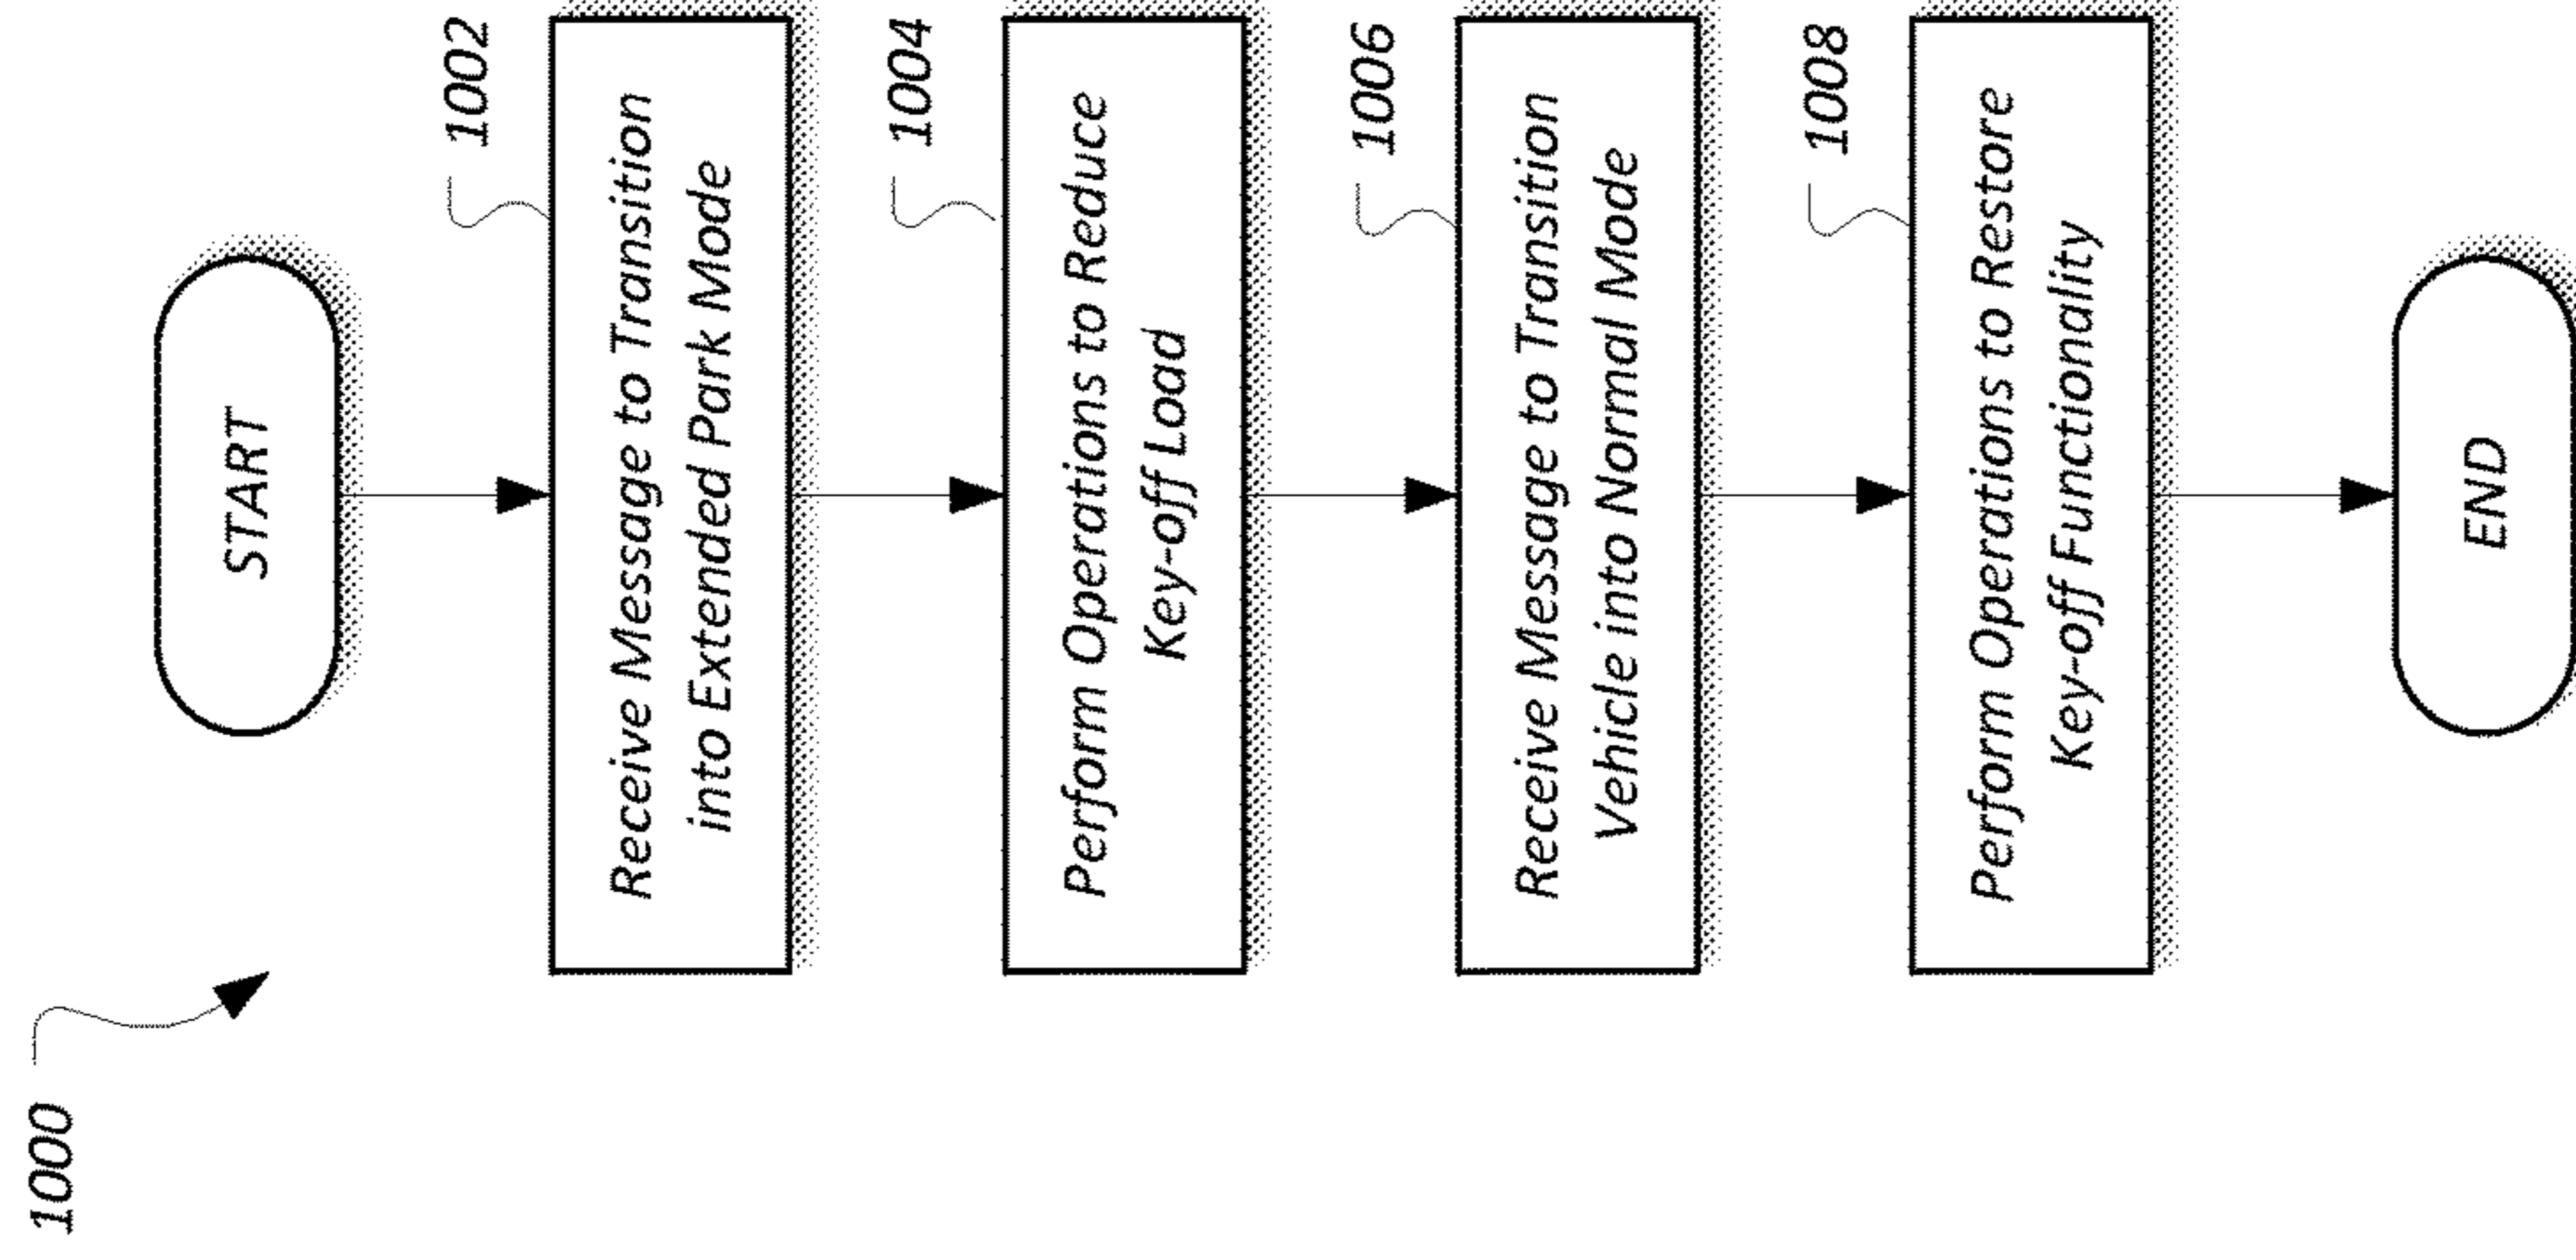 1000
START
1002
Receive Message to Transition
into Extended Park Mode
1004
Perform Operations to Reduce
Key-off Load
1006
Receive Message to Transition
Vehicle into Normal Mode
1008
Perform Operations to Restore
Key-off Functionality
END